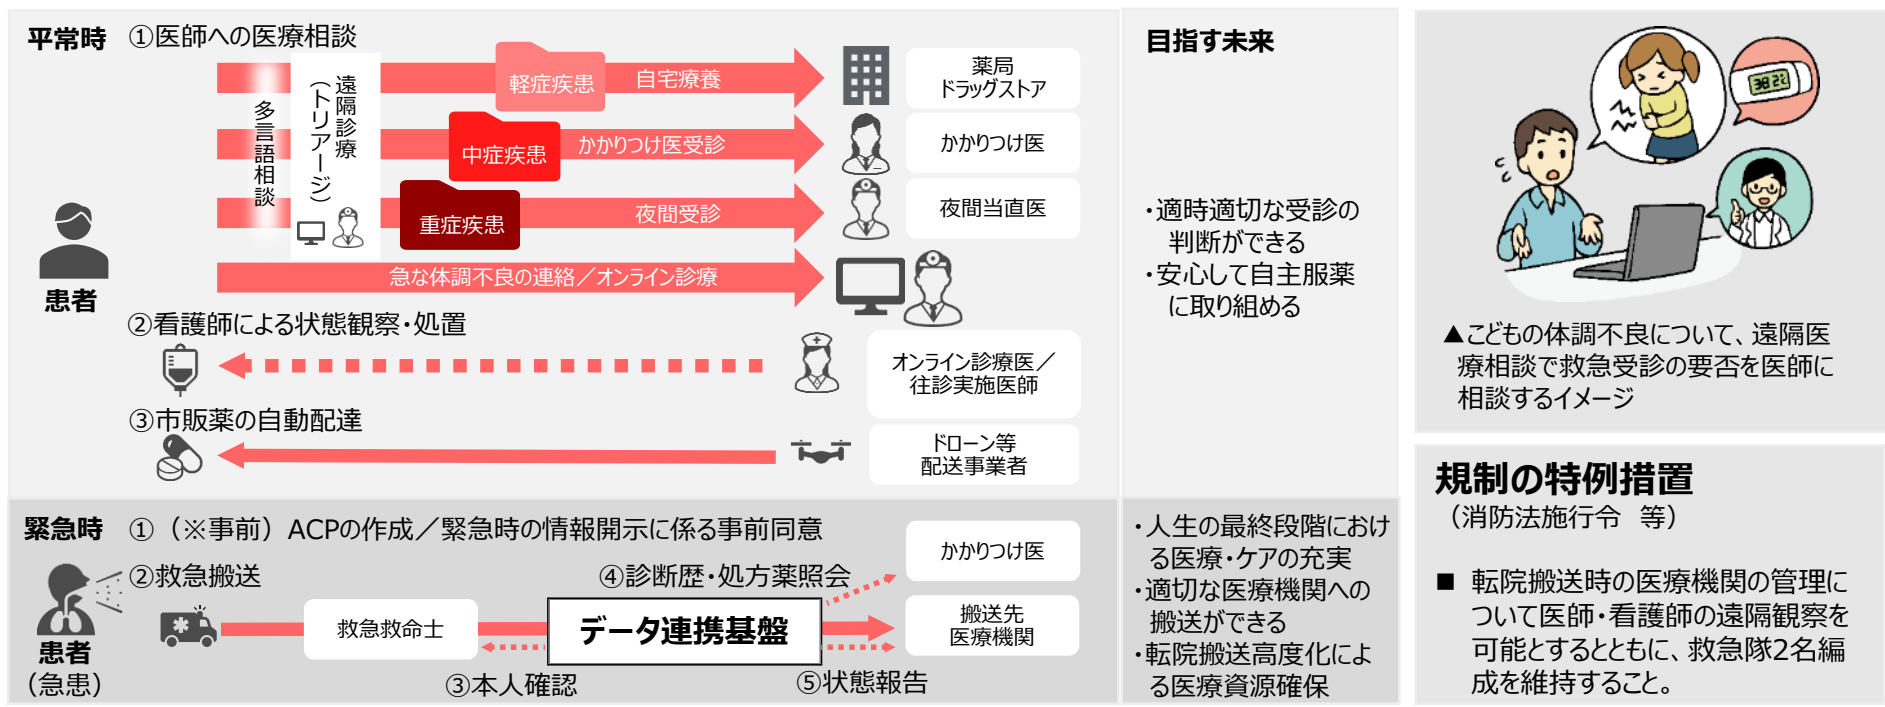 平常時
①医師への医療相談
多言語相談
遠隔診療
(トリアージ)
軽症疾患
自宅療養
薬局
ドラッグストア
中症疾患
かかりつけ医受診
かかりつけ医
重症疾患
夜間受診
夜間当直医
急な体調不良の連絡／オンライン診療
患者
②看護師による状態観察・処置
オンライン診療医／
往診実施医師
③市販薬の自動配達
ドローン等
配送事業者
目指す未来
・適時適切な受診の
判断ができる
・安心して自主服薬
に取り組める
緊急時
①（※事前）ACPの作成／緊急時の情報開示に係る事前同意
②救急搬送
④診断歴・処方薬照会
かかりつけ医
救急救命士
データ連携基盤
搬送先
医療機関
患者
（急患）
③本人確認
⑤状態報告
・人生の最終段階におけ
る医療・ケアの充実
・適切な医療機関への
搬送ができる
・転院搬送高度化によ
る医療資源確保
38.2℃
▲こどもの体調不良について、遠隔医
療相談で救急受診の要否を医師に
相談するイメージ
規制の特例措置
（消防法施行令 等）
■ 転院搬送時の医療機関の管理に
ついて医師・看護師の遠隔観察を
可能とするとともに、救急隊2名編
成を維持すること。